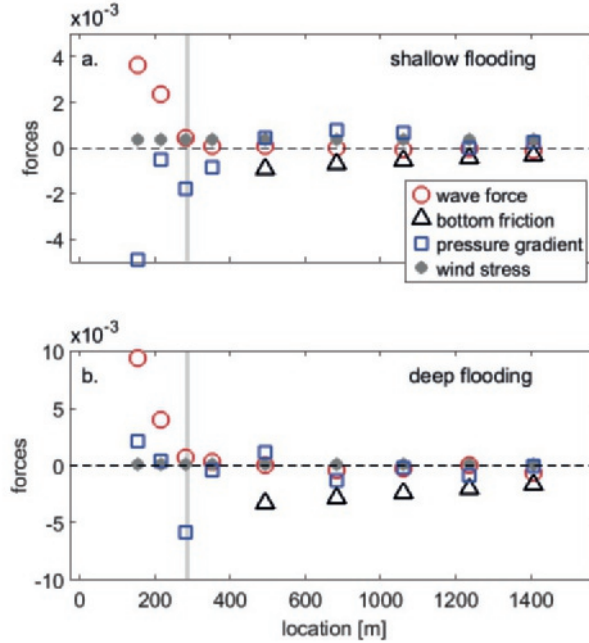 x10⁻³
a.
shallow flooding
4
2
0
-2
-4
forces
wave force
bottom friction
pressure gradient
wind stress
x10⁻³
b.
deep flooding
10
5
0
-5
-10
forces
0 200 400 600 800 1000 1200 1400
location [m]